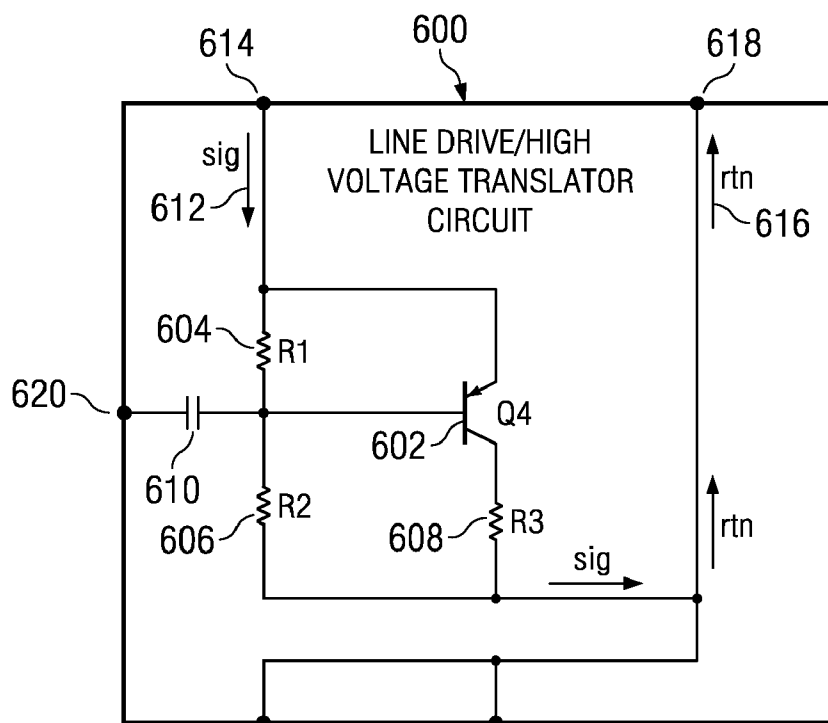 614
600
618
sig
612
LINE DRIVE/HIGH
VOLTAGE TRANSLATOR
CIRCUIT
rtn
616
604
R1
620
610
602
Q4
606
R2
608
R3
rtn
sig